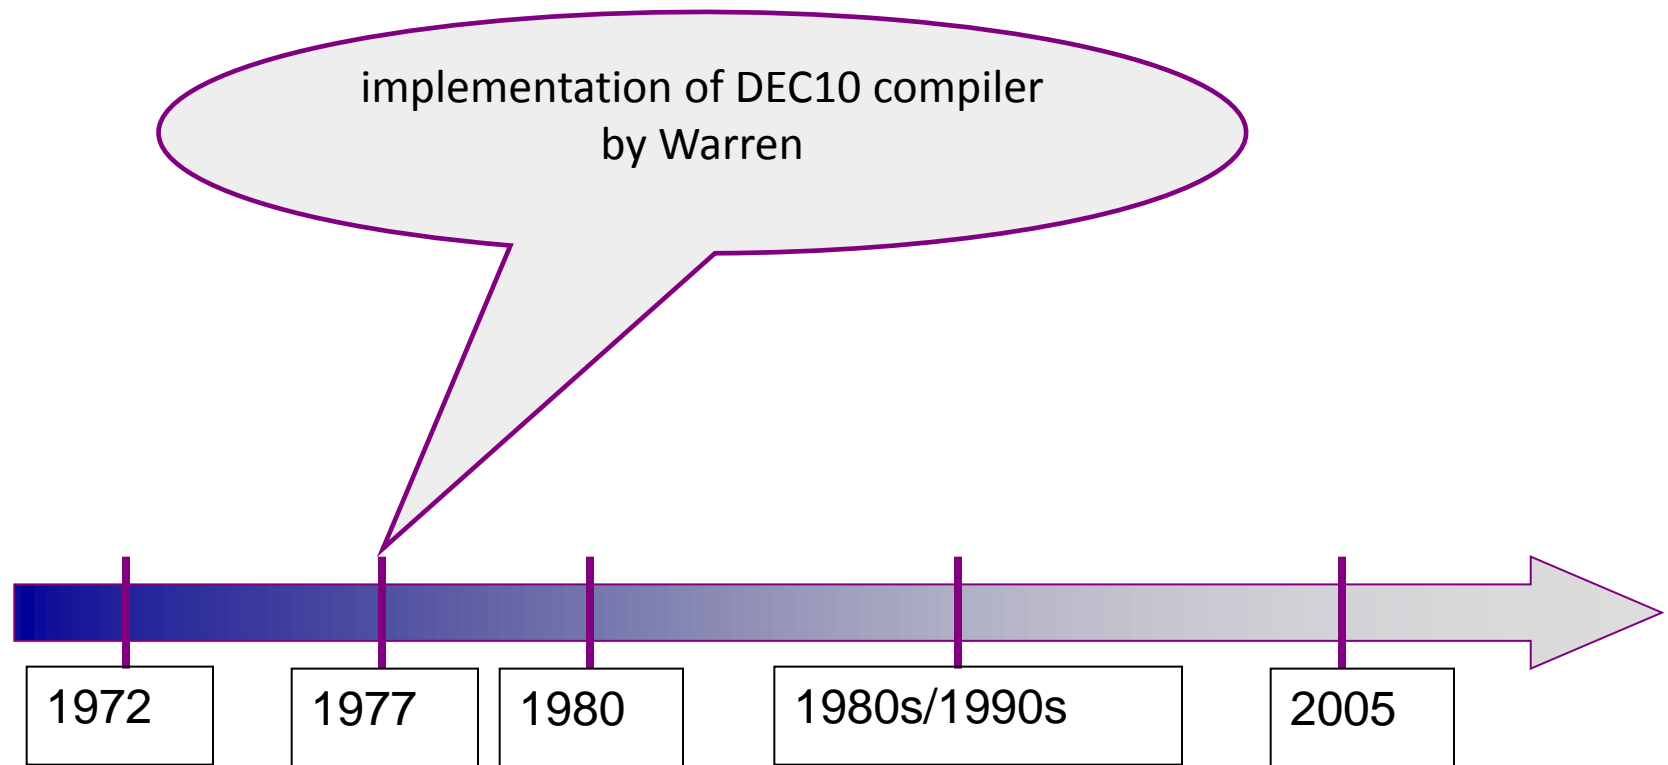 implementation of DEC10 compiler
by Warren
1972
1977
1980
1980s/1990s
2005